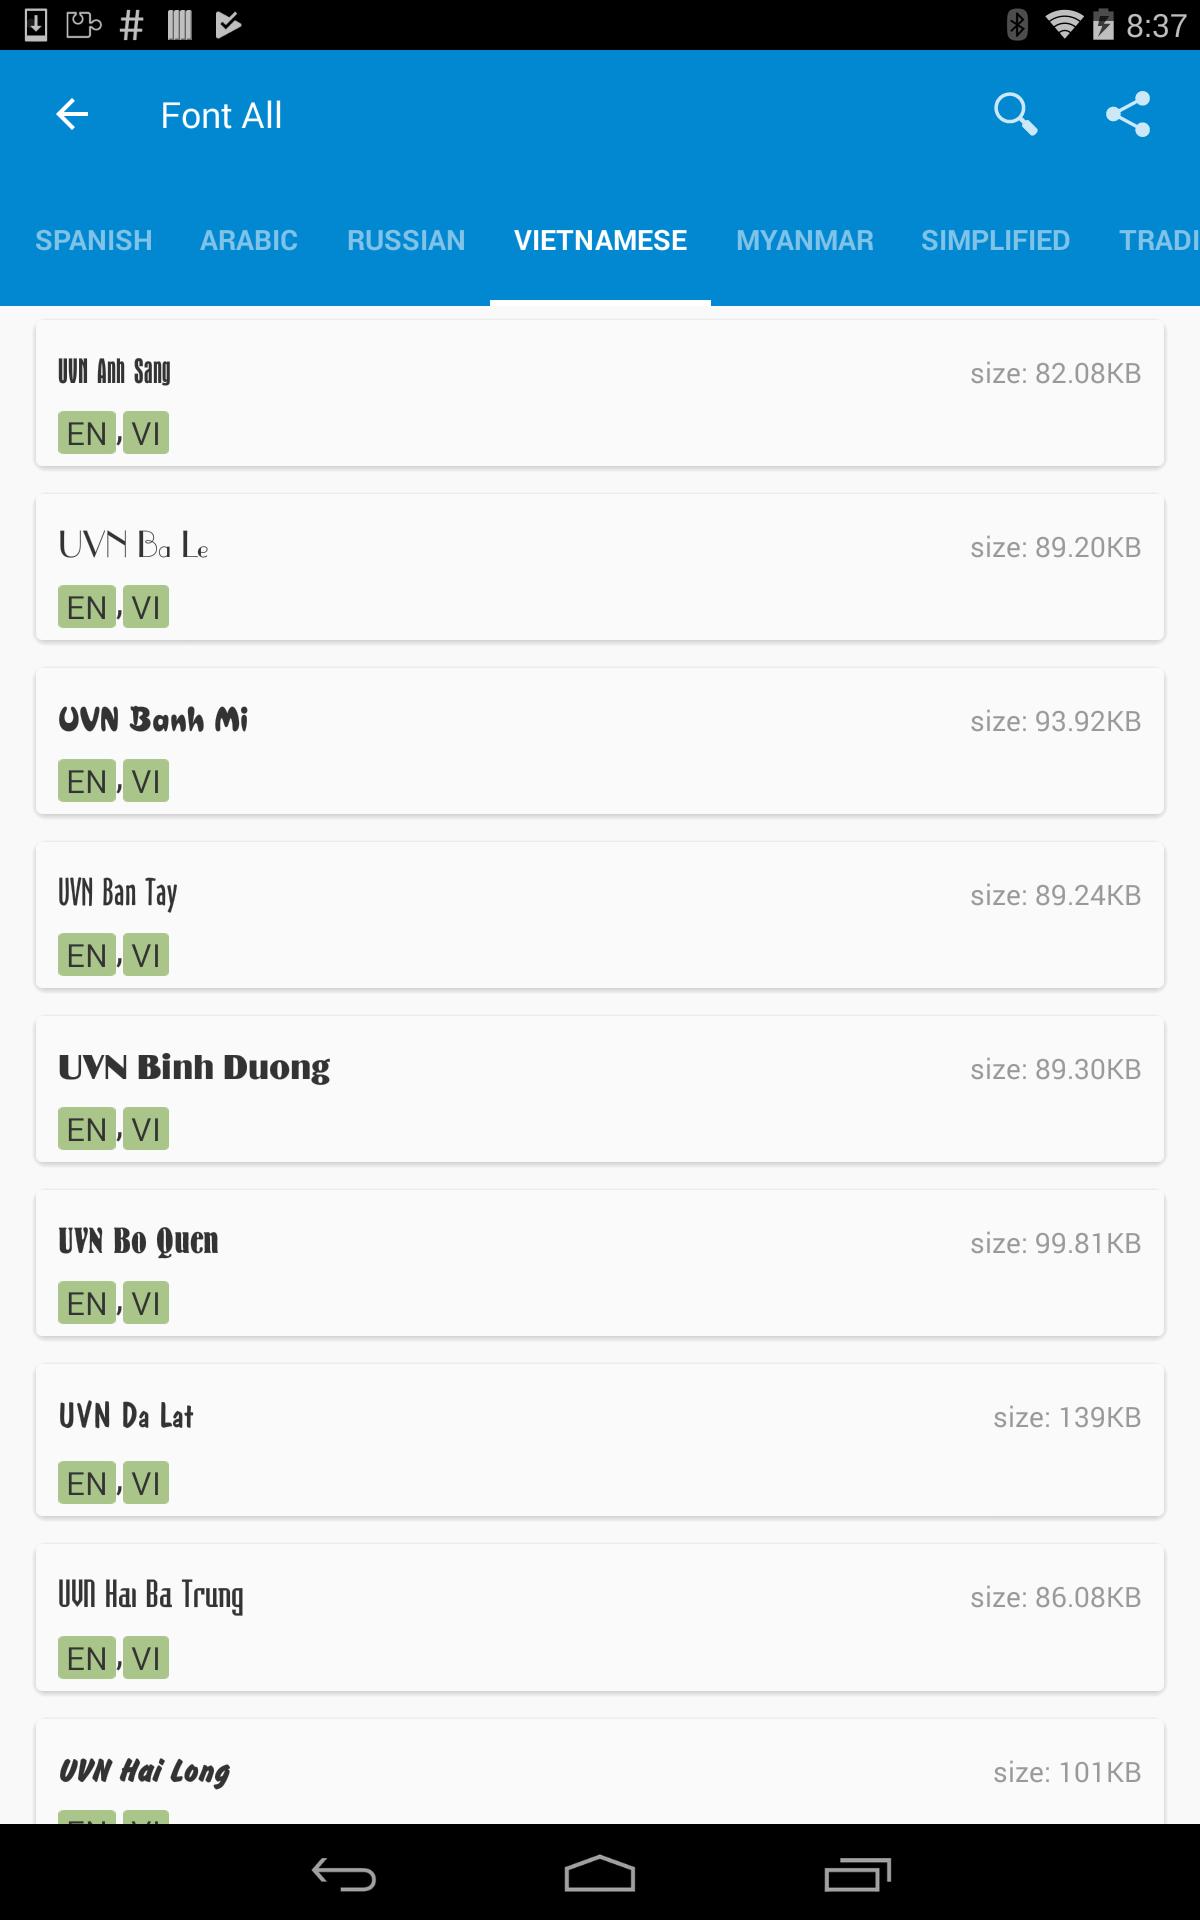 8:37
Font All
SPANISH ARABIC RUSSIAN VIETNAMESE MYANMAR SIMPLIFIED TRADI
UVN Anh Sang size: 82.08KB
EN,VI
UVN Ba Le size: 89.20KB
EN,VI
UVN Banh Mi size: 93.92KB
EN,VI
UVN Ban Tay size: 89.24KB
EN,VI
UVN Binh Duong size: 89.30KB
EN,VI
UVN Bo Quen size: 99.81KB
EN,VI
UVN Da Lat size: 139KB
EN,VI
UVN Hai Ba Trung size: 86.08KB
EN,VI
UVN Hai Long size: 101KB